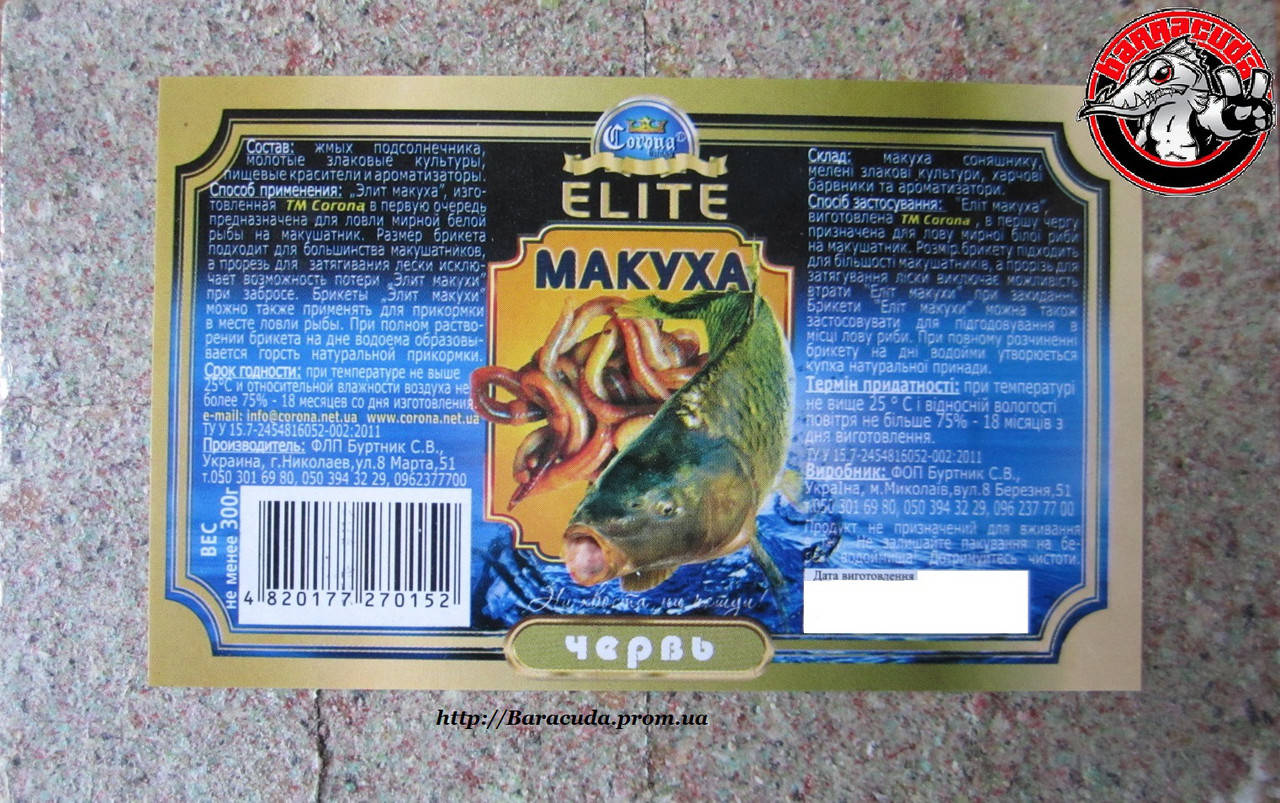 barracuda
Corona
ELITE
МАКУХА
Состав: жмых подсолнечника,
молотые злаковые культуры,
пищевые красители и ароматизаторы.
Способ применения: „Элит макуха”, изго-
товленная ТМ Corona в первую очередь
предназначена для ловли мирной белой
рыбы на макушатник. Размер брикета
подходит для большинства макушатников,
а прорезь для затягивания лески исклю-
чает возможность потери „Элит макухи”
при забросе. Брикеты „Элит макухи”
можно также применять для прикормки
в месте ловли рыбы. При полном раство-
рении брикета на дне водоема образовы-
вается горсть натуральной прикормки.
Срок годности: при температуре не выше
25°С и относительной влажности воздуха не
более 75% - 18 месяцев со дня изготовления
e-mail: info@corona.net.ua www.corona.net.ua
ТУ У 15.7-2454816052-002:2011
Производитель: ФЛП Буртник С.В.,
Украина, г.Николаев,ул.8 Марта,51
т.050 301 69 80, 050 394 32 29, 0962377700
ВЕС
не менее 300г
4 820177 270152
Склад: макуха соняшнику,
мелені злакові культури, харчові
барвники та ароматизатори.
Спосіб застосування: "Еліт макуха",
виготовлена ТМ Corona , в першу чергу
призначена для лову мирної білої риби
на макушатник. Розмір брикету підходить
для більшості макушатників, а проріз для
затягування ліски виключає можливість
втрати "Еліт макухи" при закиданні.
Брикети "Еліт макухи" можна також
застосовувати для підгодовування в
місці лову риби. При повному розчиненні
брикету на дні водойми утворюється
купка натуральної принади.
Термін придатності: при температурі
не вище 25 ° С і відносній вологості
повітря не більше 75% - 18 місяців з
дня виготовлення.
ТУ У 15.7-2454816052-002:2011
Виробник: ФОП Буртник С.В.,
Україна, м.Миколаїв,вул.8 Березня,51
т.050 301 69 80, 050 394 32 29, 096 237 77 00
Продукт не призначений для вживання
Не залишайте пакування на бе-
водоймища! Дотримуйтесь чистоти.
Дата виготовлення
Ни хвоста, ни чешуи!
червь
http://Baracuda.prom.ua